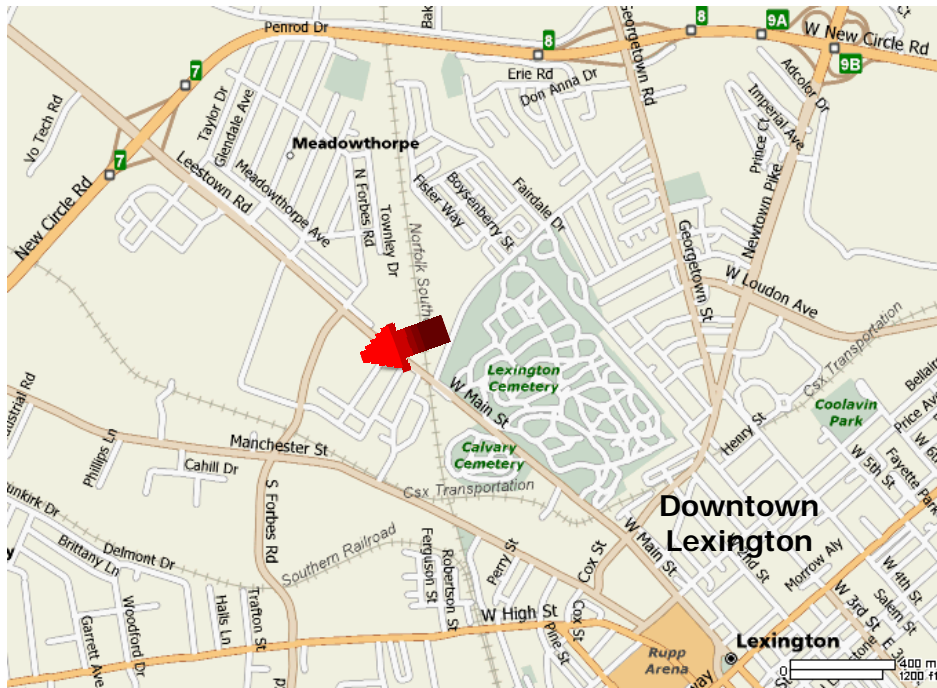 Penrod Dr
8
8
9A
W New Circle Rd
9B
7
Erie Rd
Don Anna Dr
Georgetown Rd
Adcolor Dr
Imperial Ave
Prince Ct
Vo Tech Rd
Taylor Dr
Glendale Ave
Meadowthorpe
7
Leestown Rd
Meadowthorpe Ave
N Forbes Rd
Townley Dr
Fister Way
Boysenberry St
Fairdale Dr
Newtown Pike
New Circle Rd
Norfolk South
Georgetown St
W Loudon Ave
Csx Transportation
Lexington
Cemetery
W Main St
Calvary
Cemetery
Coolavin
Park
Price Ave
Henry St
W 5th St
Fayette Park
Manchester St
Phillips Ln
Cahill Dr
Csx Transportation
S Forbes Rd
Downtown
Lexington
W Main St
Delmont Dr
Brittany Ln
Southern Railroad
Ferguson St
Robertson St
Perry St
Cox St
Morrow Aly
W 4th St
W 3rd St
Salem St
Garrett Ave
Woodford Dr
Halls Ln
Trafton St
W High St
Cox St
Pine St
Rupp
Arena
Lexington
0
400 m
1200 ft